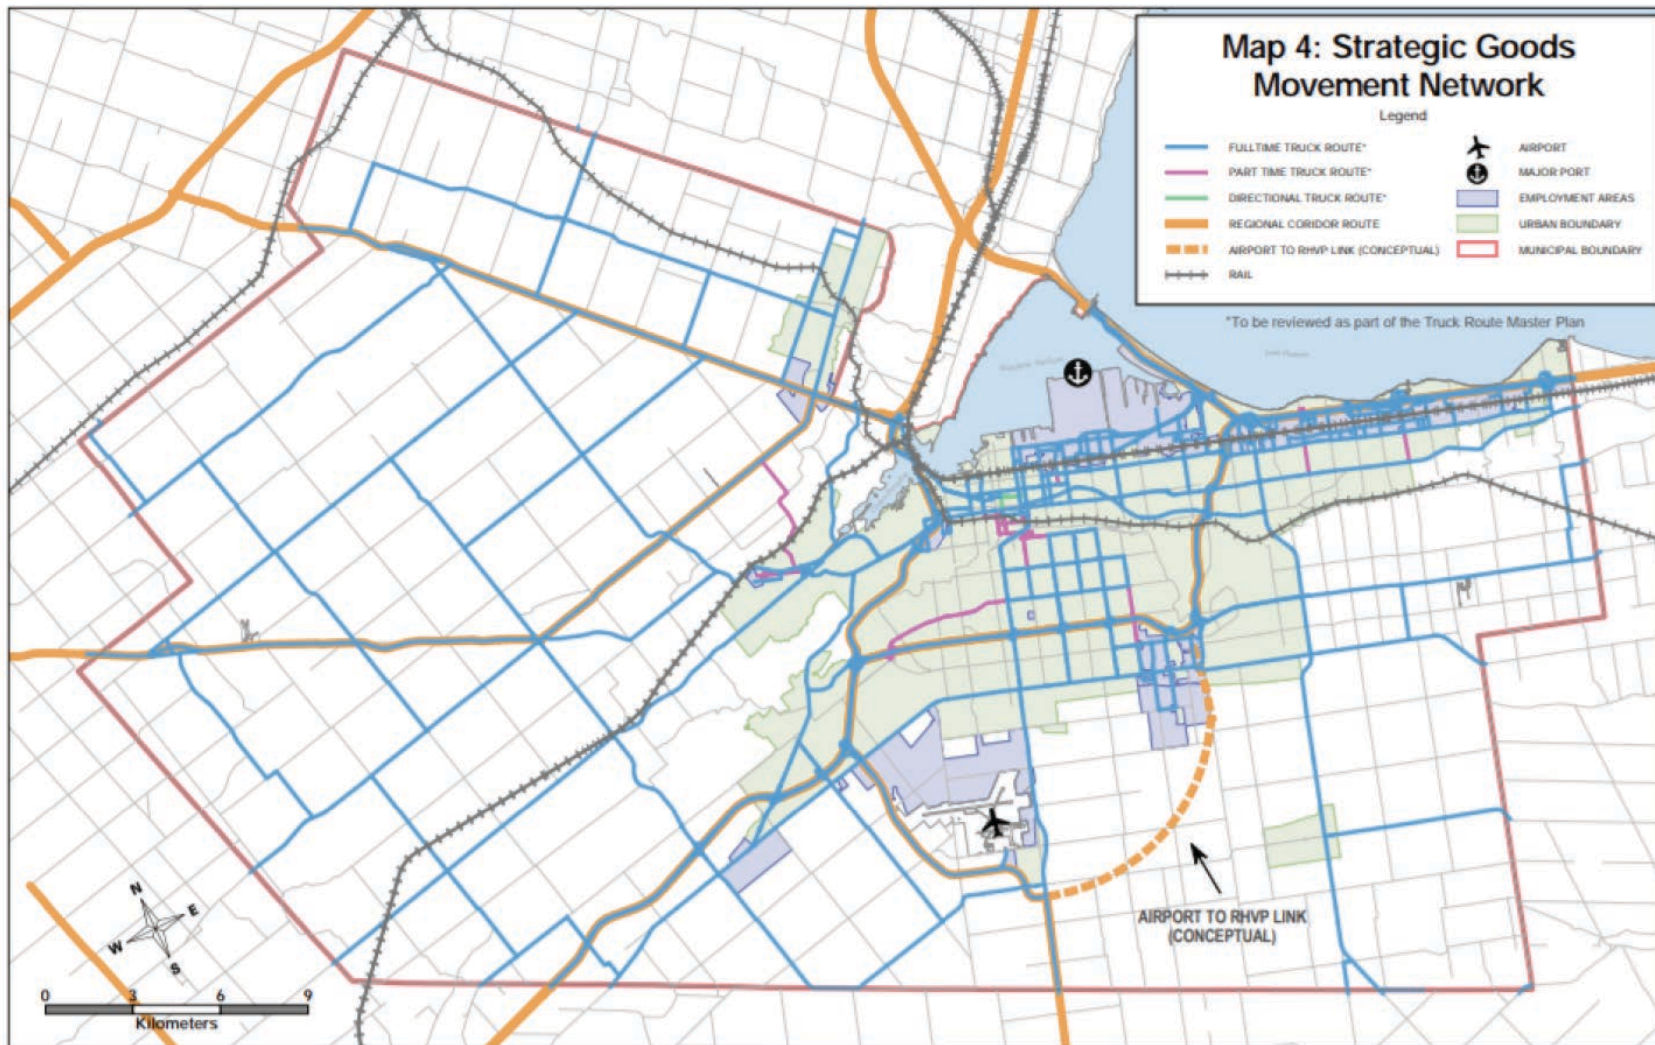 Map 4: Strategic Goods
Movement Network
Legend
FULLTIME TRUCK ROUTE*
PART TIME TRUCK ROUTE*
DIRECTIONAL TRUCK ROUTE*
REGIONAL CORIDOR ROUTE
AIRPORT TO RHVP LINK (CONCEPTUAL)
RAIL
AIRPORT
MAJOR PORT
EMPLOYMENT AREAS
URBAN BOUNDARY
MUNICIPAL BOUNDARY
*To be reviewed as part of the Truck Route Master Plan
AIRPORT TO RHVP LINK
(CONCEPTUAL)
N
E
W
S
0 3 6 9
Kilometers